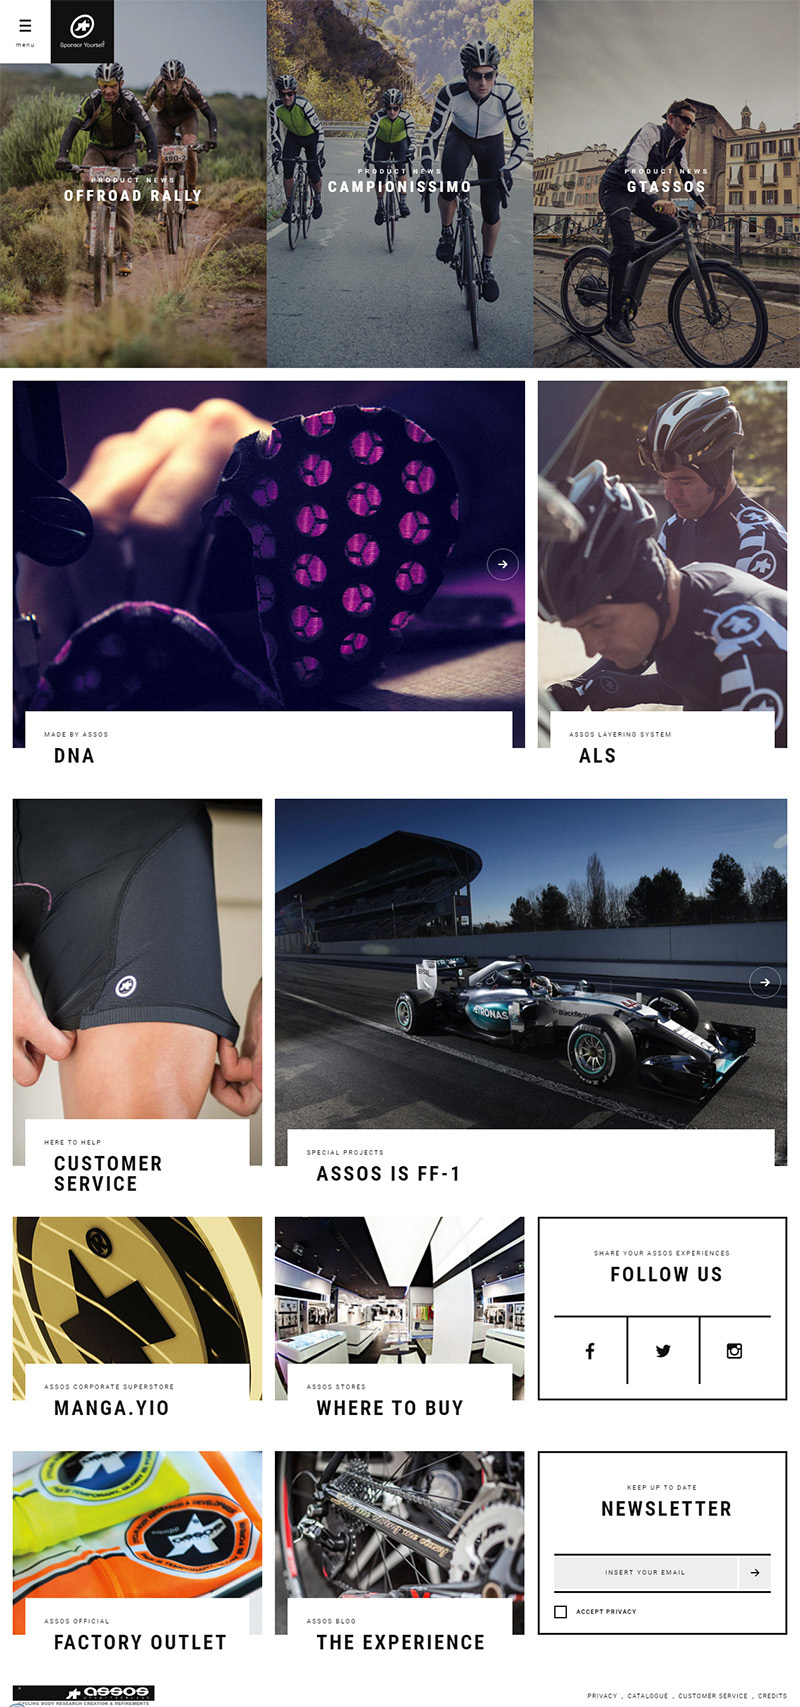 menu
Sponsor Yourself
PRODUCT NEWS
OFFROAD RALLY
PRODUCT NEWS
CAMPIONISSIMO
PRODUCT NEWS
GTASSOS
490-2
MADE BY ASSOS
DNA
ASSOS LAYERING SYSTEM
ALS
HERE TO HELP
CUSTOMER
SERVICE
PETRONAS
BlackBerry
SPECIAL PROJECTS
ASSOS IS FF-1
ASSOS CORPORATE SUPERSTORE
MANGA.YIO
ASSOS STORES
WHERE TO BUY
SHARE YOUR ASSOS EXPERIENCES
FOLLOW US
ASSOS OFFICIAL
FACTORY OUTLET
ASSOS BLOG
THE EXPERIENCE
KEEP UP TO DATE
NEWSLETTER
INSERT YOUR EMAIL
ACCEPT PRIVACY
assos
CYCLING BODY RESEARCH CREATION & REFINEMENTS
PRIVACY . CATALOGUE . CUSTOMER SERVICE . CREDITS